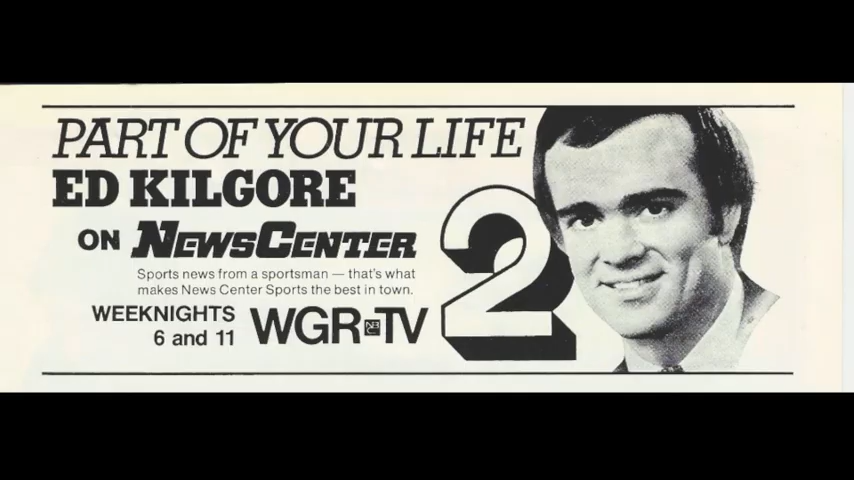 PART OF YOUR LIFE
ED KILGORE
ON NEWSCENTER 2
Sports news from a sportsman — that's what
makes News Center Sports the best in town.
WEEKNIGHTS
6 and 11
WGR NBC TV